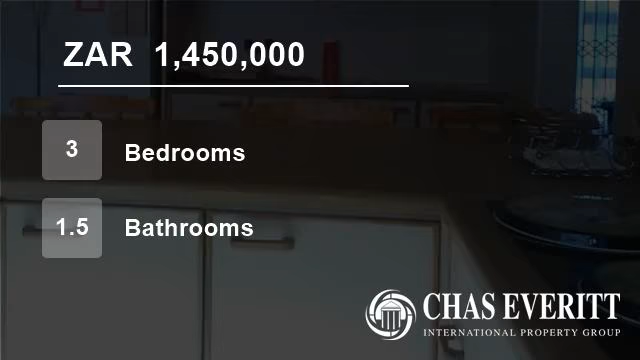 ZAR 1,450,000
3 Bedrooms
1.5 Bathrooms
CHAS EVERITT
INTERNATIONAL PROPERTY GROUP